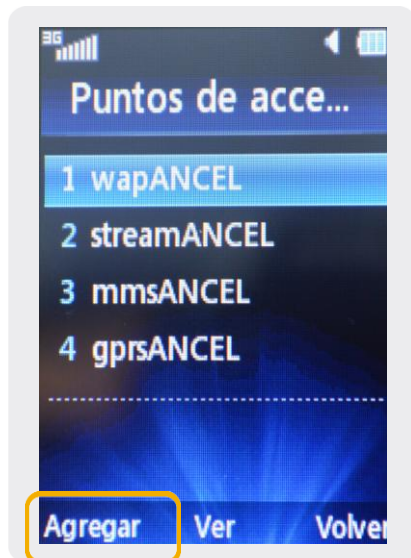 3G
Puntos de acce...
1 wapANCEL
2 streamANCEL
3 mmsANCEL
4 gprsANCEL
Agregar Ver Volver